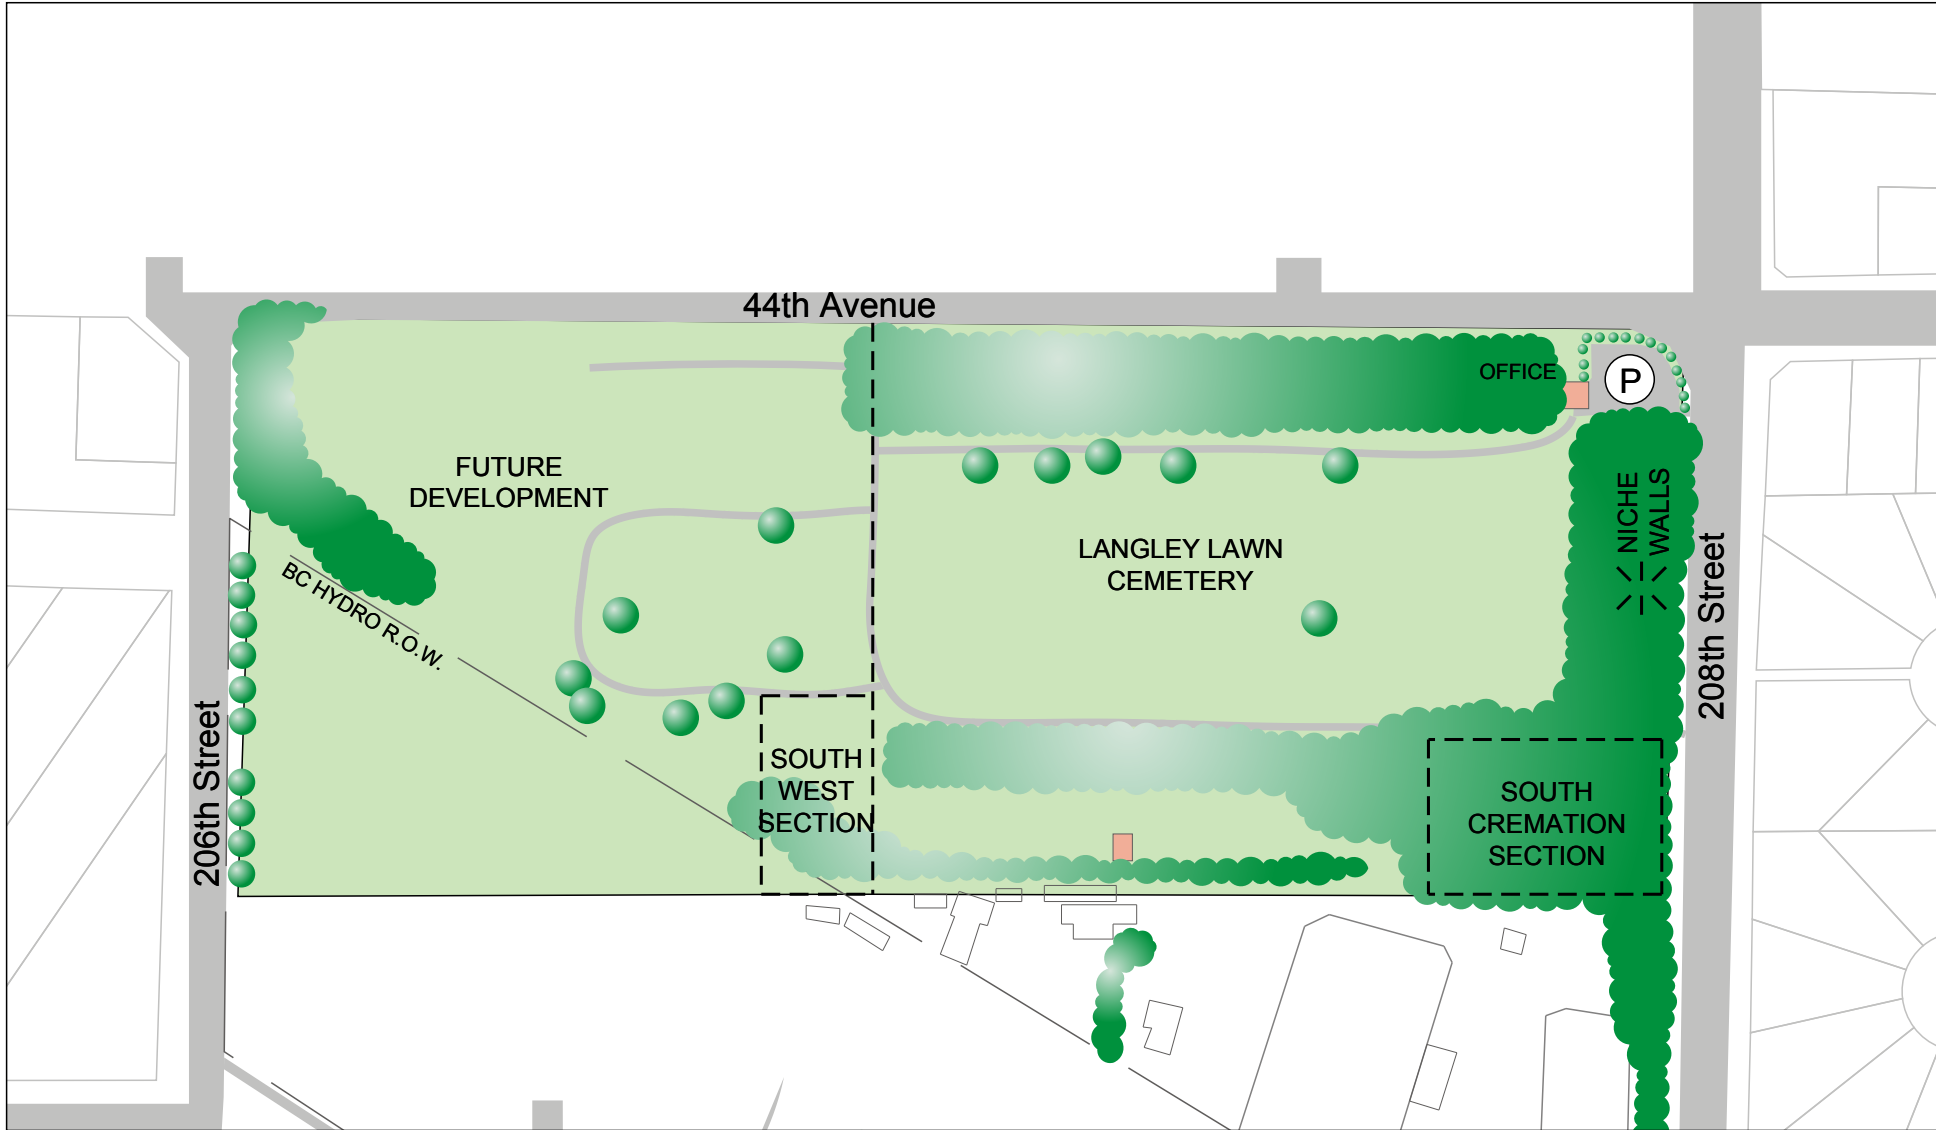 44th Avenue
OFFICE
P
FUTURE
DEVELOPMENT
NICHE
WALLS
LANGLEY LAWN
CEMETERY
BC HYDRO R.O.W.
208th Street
206th Street
SOUTH
WEST
SECTION
SOUTH
CREMATION
SECTION